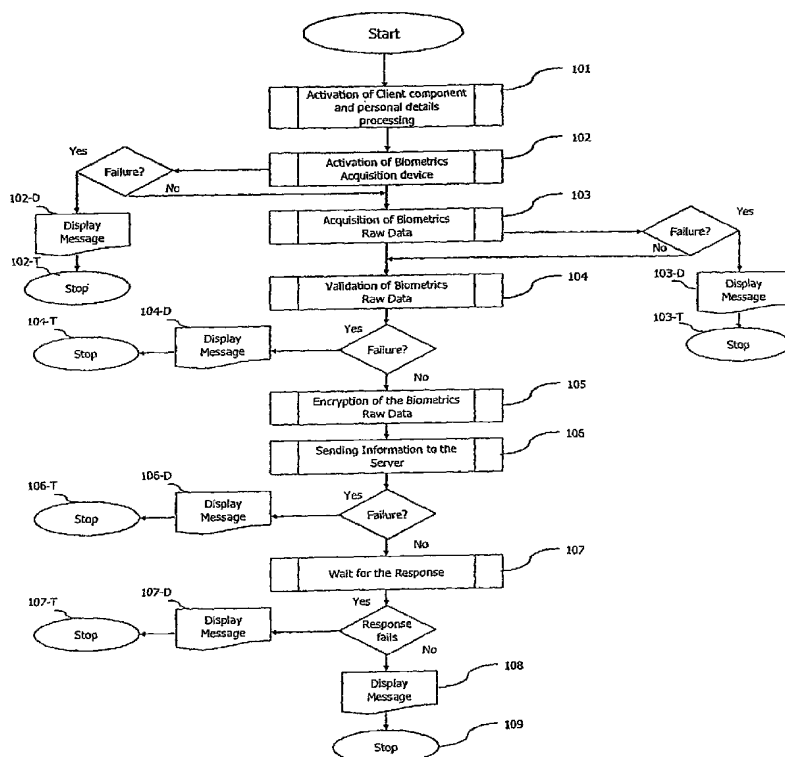 Start
101
Activation of Client component
and personal details
processing
102
Activation of Biometrics
Acquisition device
Yes
Failure?
No
102-D
Display
Message
102-T
Stop
103
Acquisition of Biometrics
Raw Data
Failure?
Yes
No
103-D
Display
Message
103-T
Stop
104
Validation of Biometrics
Raw Data
Yes
Failure?
No
104-D
Display
Message
104-T
Stop
105
Encryption of the Biometrics
Raw Data
106
Sending Information to the
Server
Yes
Failure?
No
106-D
Display
Message
106-T
Stop
107
Wait for the Response
Yes
Response
fails
No
107-D
Display
Message
107-T
Stop
108
Display
Message
109
Stop